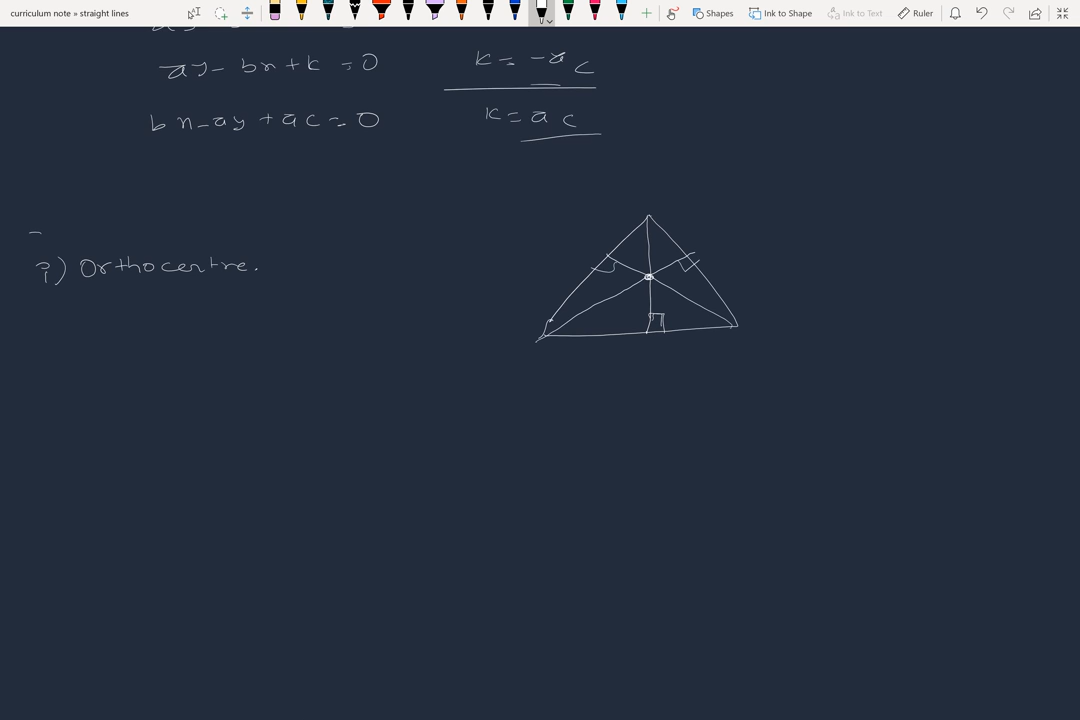 curriculum note » straight lines
Shapes
Ink to Shape
Ink to Text
Ruler
ay - bx + k = 0
k = -ac
bx - ay + ac = 0
k = ac
i) Orthocentre.